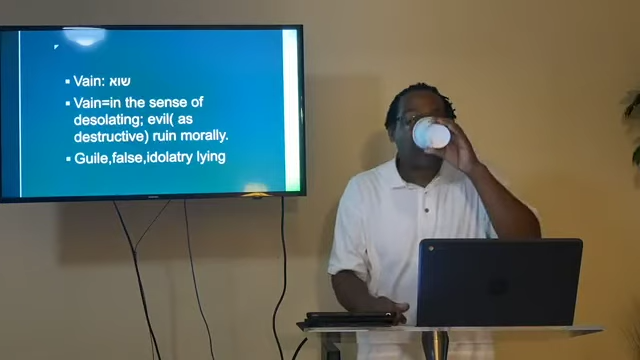 Vain: שוא
Vain=in the sense of
desolating; evil( as
destructive) ruin morally.
Guile,false,idolatry lying